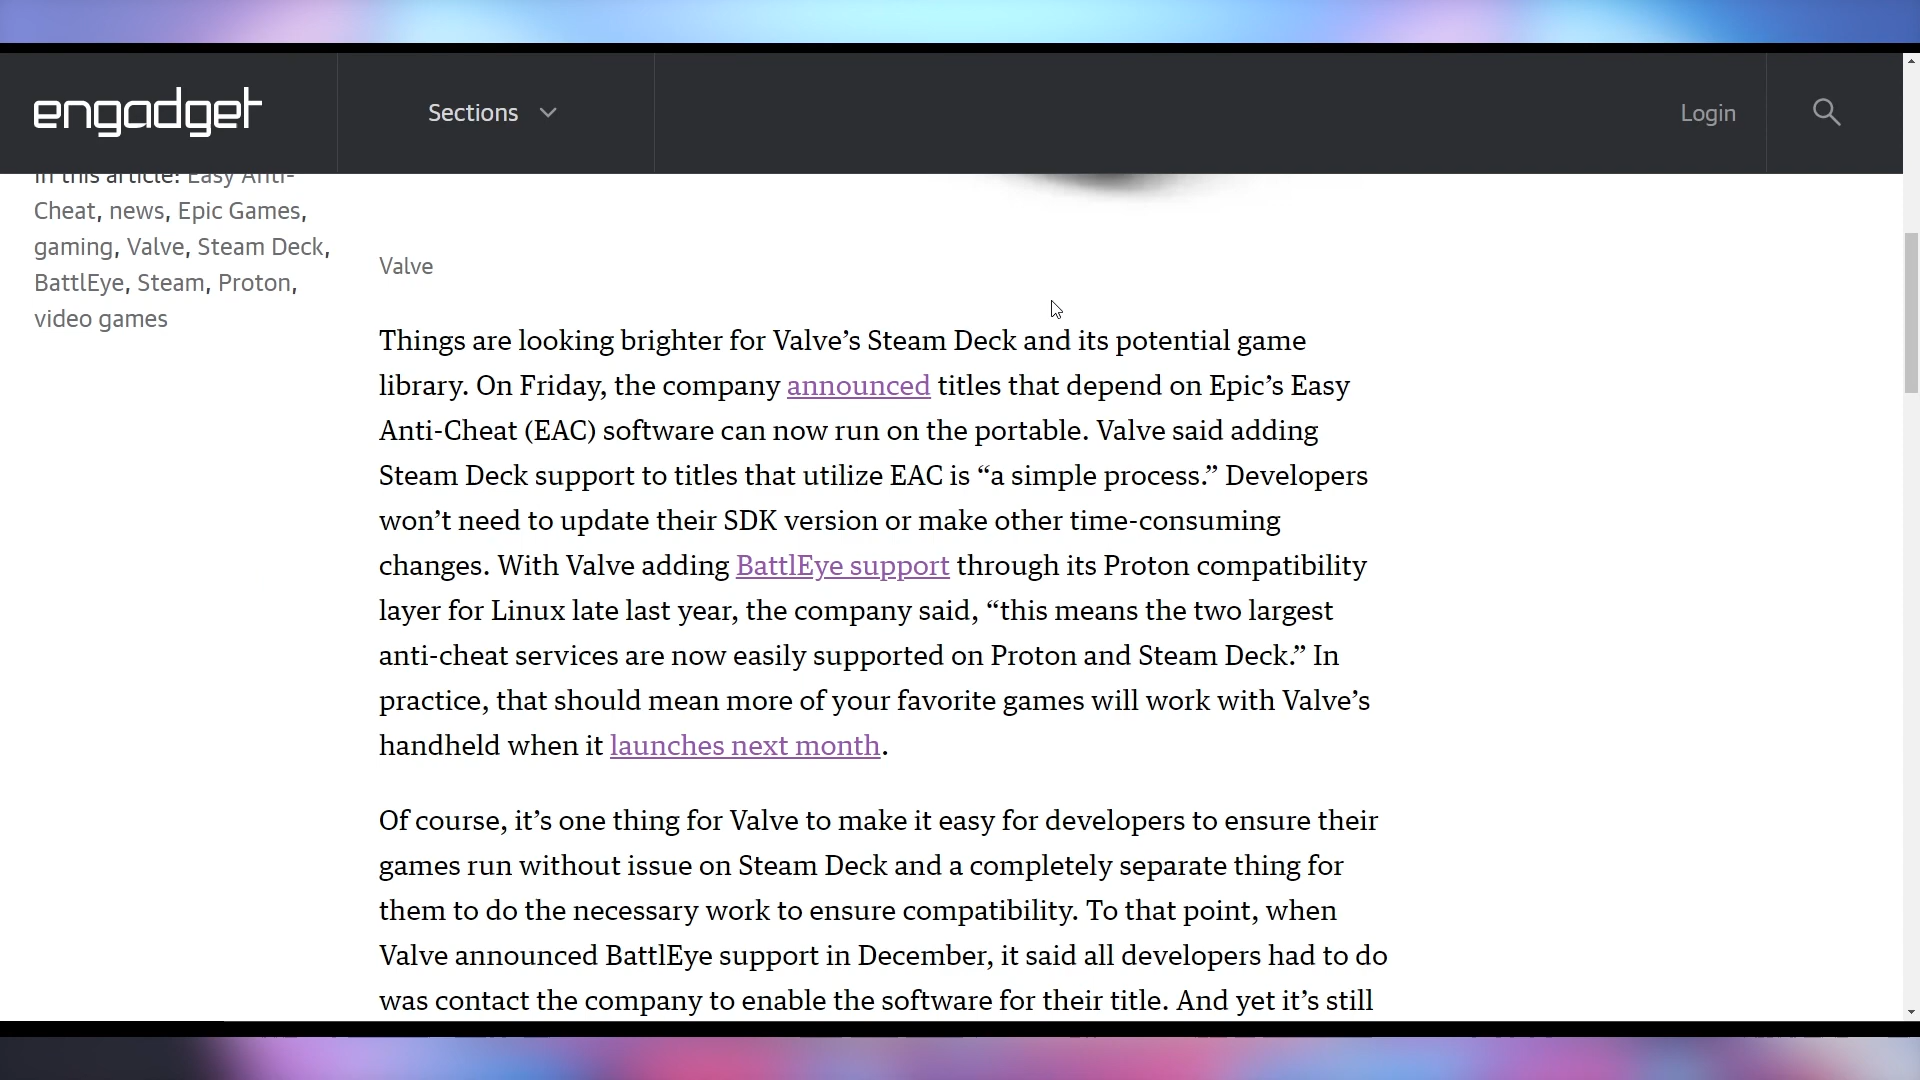 engadget
Sections
Login
In this article: Easy Anti-
Cheat, news, Epic Games,
gaming, Valve, Steam Deck,
BattlEye, Steam, Proton,
video games
Valve
Things are looking brighter for Valve’s Steam Deck and its potential game
library. On Friday, the company announced titles that depend on Epic’s Easy
Anti-Cheat (EAC) software can now run on the portable. Valve said adding
Steam Deck support to titles that utilize EAC is “a simple process.” Developers
won’t need to update their SDK version or make other time-consuming
changes. With Valve adding BattlEye support through its Proton compatibility
layer for Linux late last year, the company said, “this means the two largest
anti-cheat services are now easily supported on Proton and Steam Deck.” In
practice, that should mean more of your favorite games will work with Valve’s
handheld when it launches next month.
Of course, it’s one thing for Valve to make it easy for developers to ensure their
games run without issue on Steam Deck and a completely separate thing for
them to do the necessary work to ensure compatibility. To that point, when
Valve announced BattlEye support in December, it said all developers had to do
was contact the company to enable the software for their title. And yet it’s still